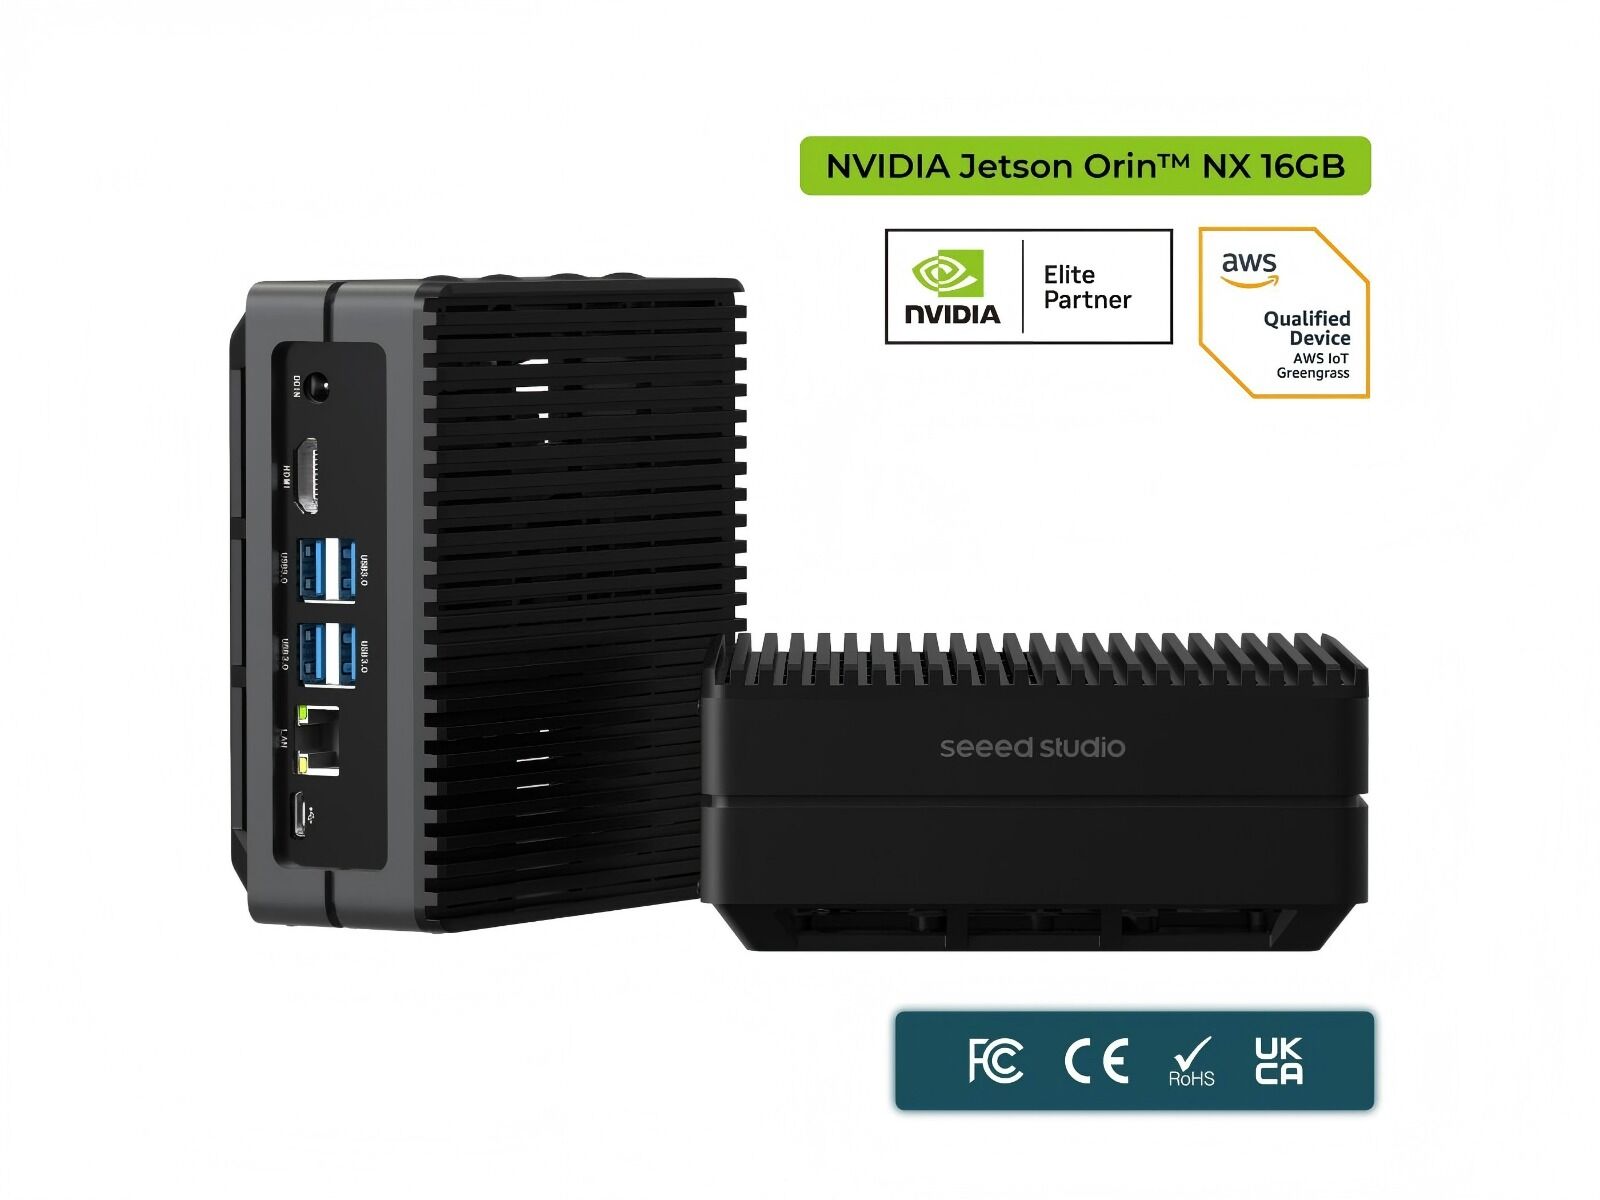 NVIDIA Jetson Orin™ NX 16GB
NVIDIA
Elite
Partner
aws
Qualified
Device
AWS IoT
Greengrass
DCIN
HDMI
USB3.0
USB3.0
USB3.0
USB3.0
LAN
seeed studio
FC CE RoHS UK
CA